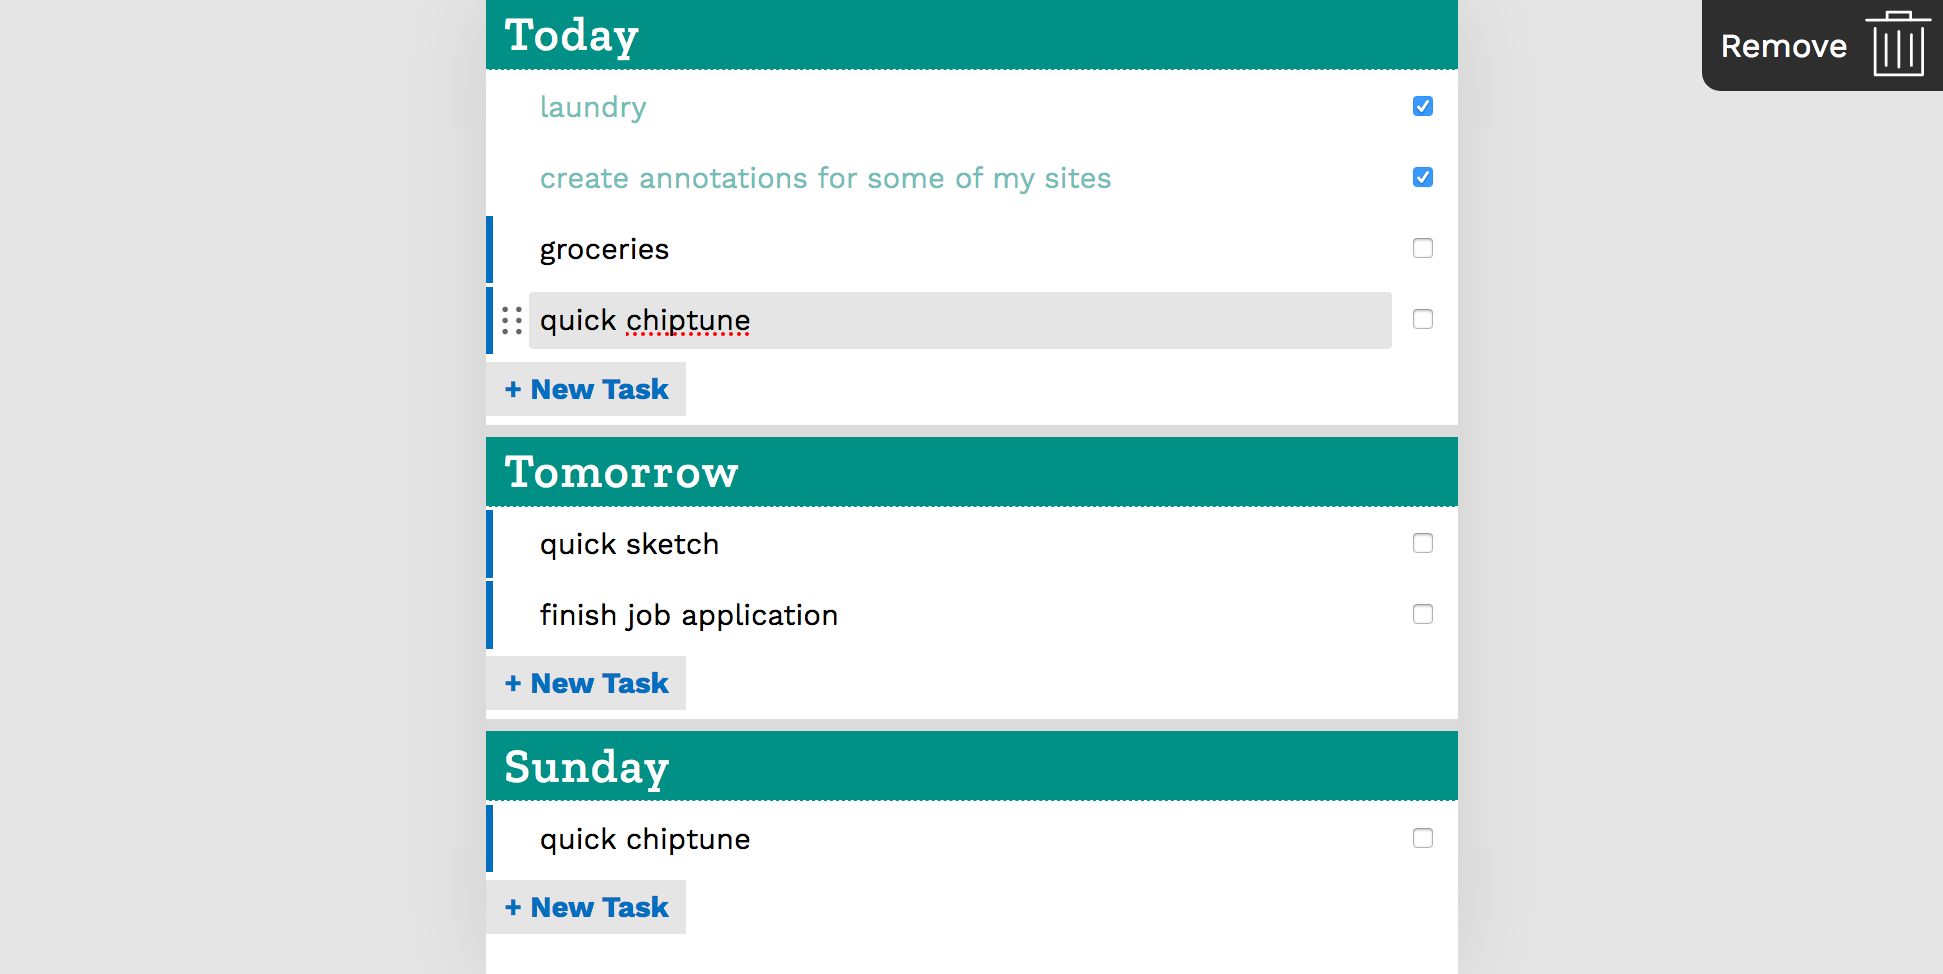 Today
Remove
laundry
create annotations for some of my sites
groceries
quick chiptune
+ New Task
Tomorrow
quick sketch
finish job application
+ New Task
Sunday
quick chiptune
+ New Task